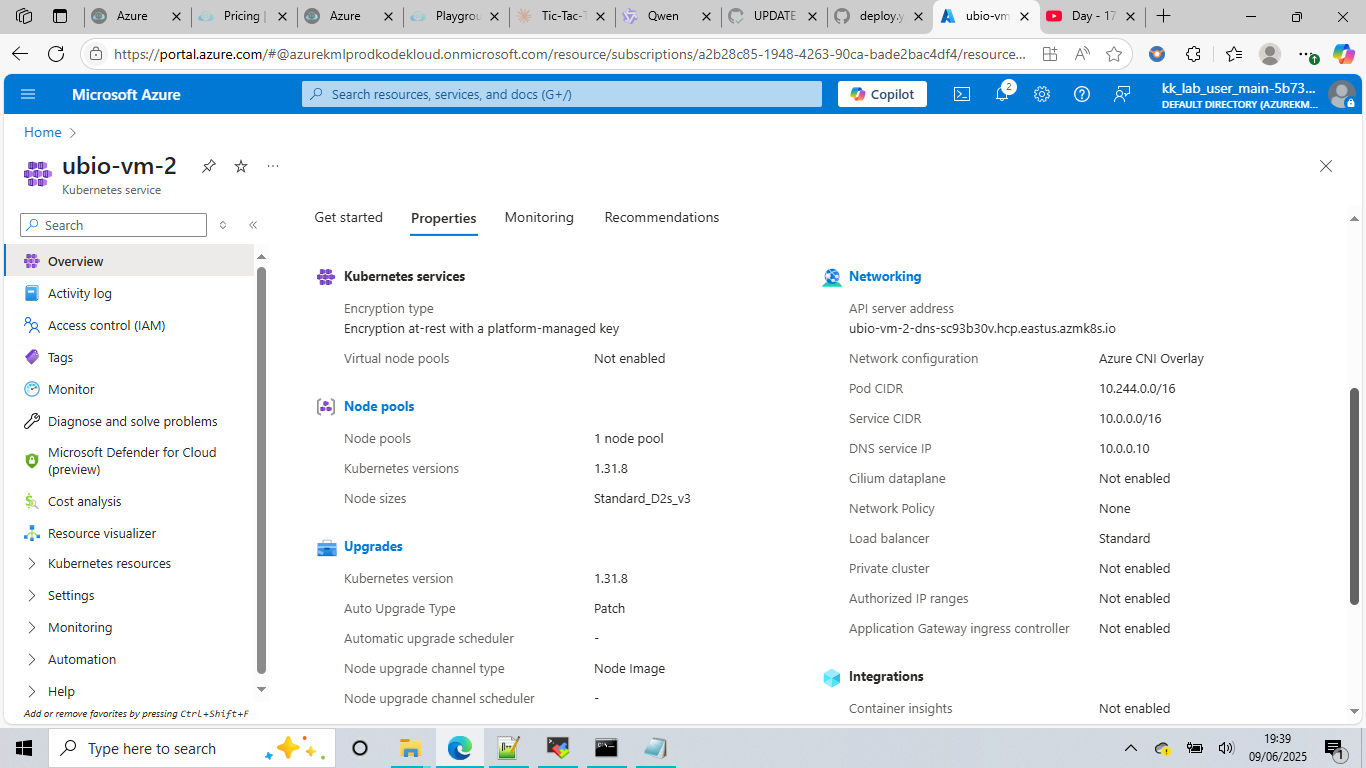 Azure
Pricing |
Azure
Playgrou
Tic-Tac-T
Qwen
UPDATE
deploy.y
ubio-vm
Day - 17
https://portal.azure.com/#@azurekmlprodkodekloud.onmicrosoft.com/resource/subscriptions/a2b28c85-1948-4263-90ca-bade2bac4df4/resource...
Microsoft Azure
Search resources, services, and docs (G+/)
Copilot
2
kk_lab_user_main-5b73...
DEFAULT DIRECTORY (AZUREKM...
Home
ubio-vm-2
Kubernetes service
Search
Overview
Activity log
Access control (IAM)
Tags
Monitor
Diagnose and solve problems
Microsoft Defender for Cloud
(preview)
Cost analysis
Resource visualizer
Kubernetes resources
Settings
Monitoring
Automation
Help
Add or remove favorites by pressing Ctrl+Shift+F
Get started
Properties
Monitoring
Recommendations
Kubernetes services
Encryption type
Encryption at-rest with a platform-managed key
Virtual node pools Not enabled
Node pools
Node pools 1 node pool
Kubernetes versions 1.31.8
Node sizes Standard_D2s_v3
Upgrades
Kubernetes version 1.31.8
Auto Upgrade Type Patch
Automatic upgrade scheduler -
Node upgrade channel type Node Image
Node upgrade channel scheduler -
Networking
API server address
ubio-vm-2-dns-sc93b30v.hcp.eastus.azmk8s.io
Network configuration Azure CNI Overlay
Pod CIDR 10.244.0.0/16
Service CIDR 10.0.0.0/16
DNS service IP 10.0.0.10
Cilium dataplane Not enabled
Network Policy None
Load balancer Standard
Private cluster Not enabled
Authorized IP ranges Not enabled
Application Gateway ingress controller Not enabled
Integrations
Container insights Not enabled
Type here to search
19:39
09/06/2025
1